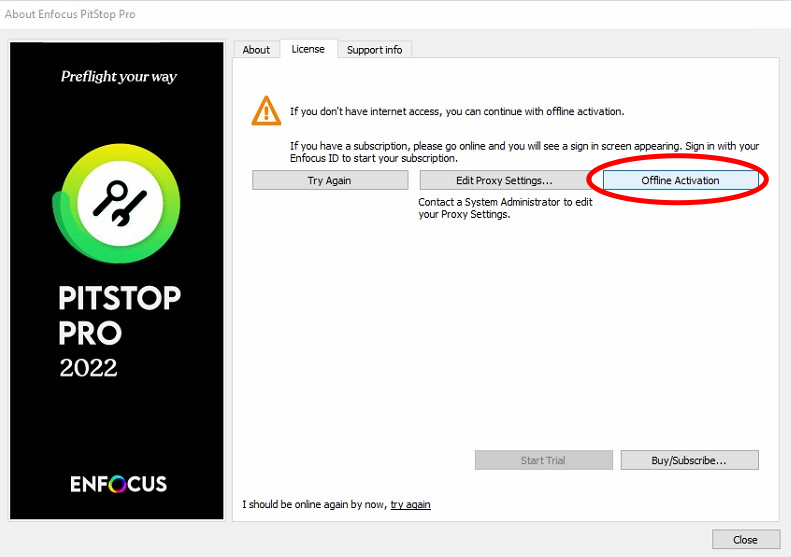 About Enfocus PitStop Pro
Preflight your way
PITSTOP
PRO
2022
ENFOCUS
About
License
Support info
If you don't have internet access, you can continue with offline activation.
If you have a subscription, please go online and you will see a sign in screen appearing. Sign in with your
Enfocus ID to start your subscription.
Try Again
Edit Proxy Settings...
Offline Activation
Contact a System Administrator to edit
your Proxy Settings.
Start Trial
Buy/Subscribe...
I should be online again by now, try again
Close